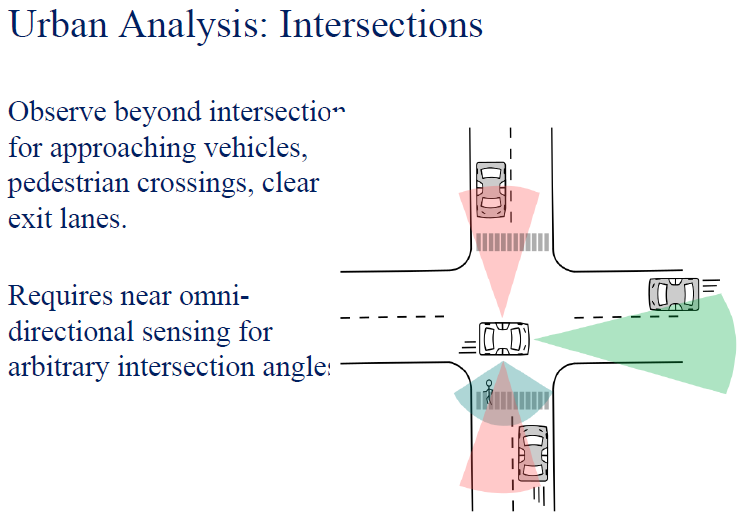 Urban Analysis: Intersections
Observe beyond intersection
for approaching vehicles,
pedestrian crossings, clear
exit lanes.
Requires near omni-
directional sensing for
arbitrary intersection angles